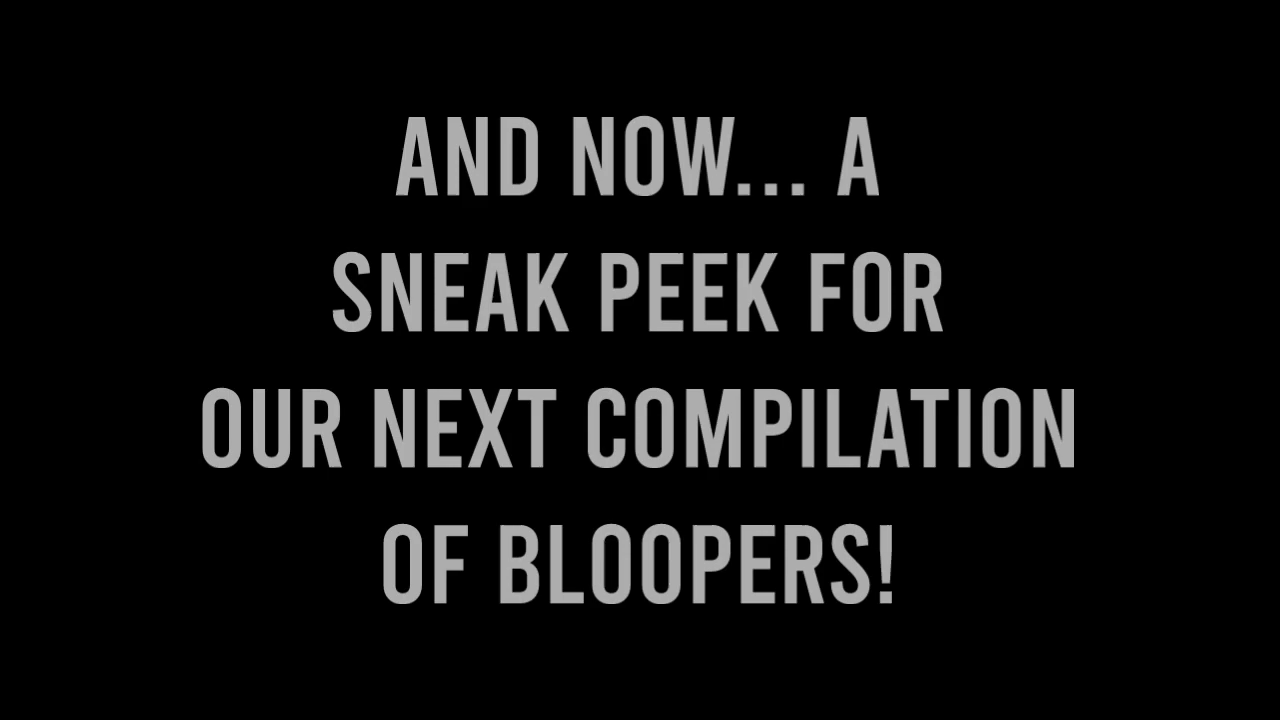 AND NOW... A
SNEAK PEEK FOR
OUR NEXT COMPILATION
OF BLOOPERS!